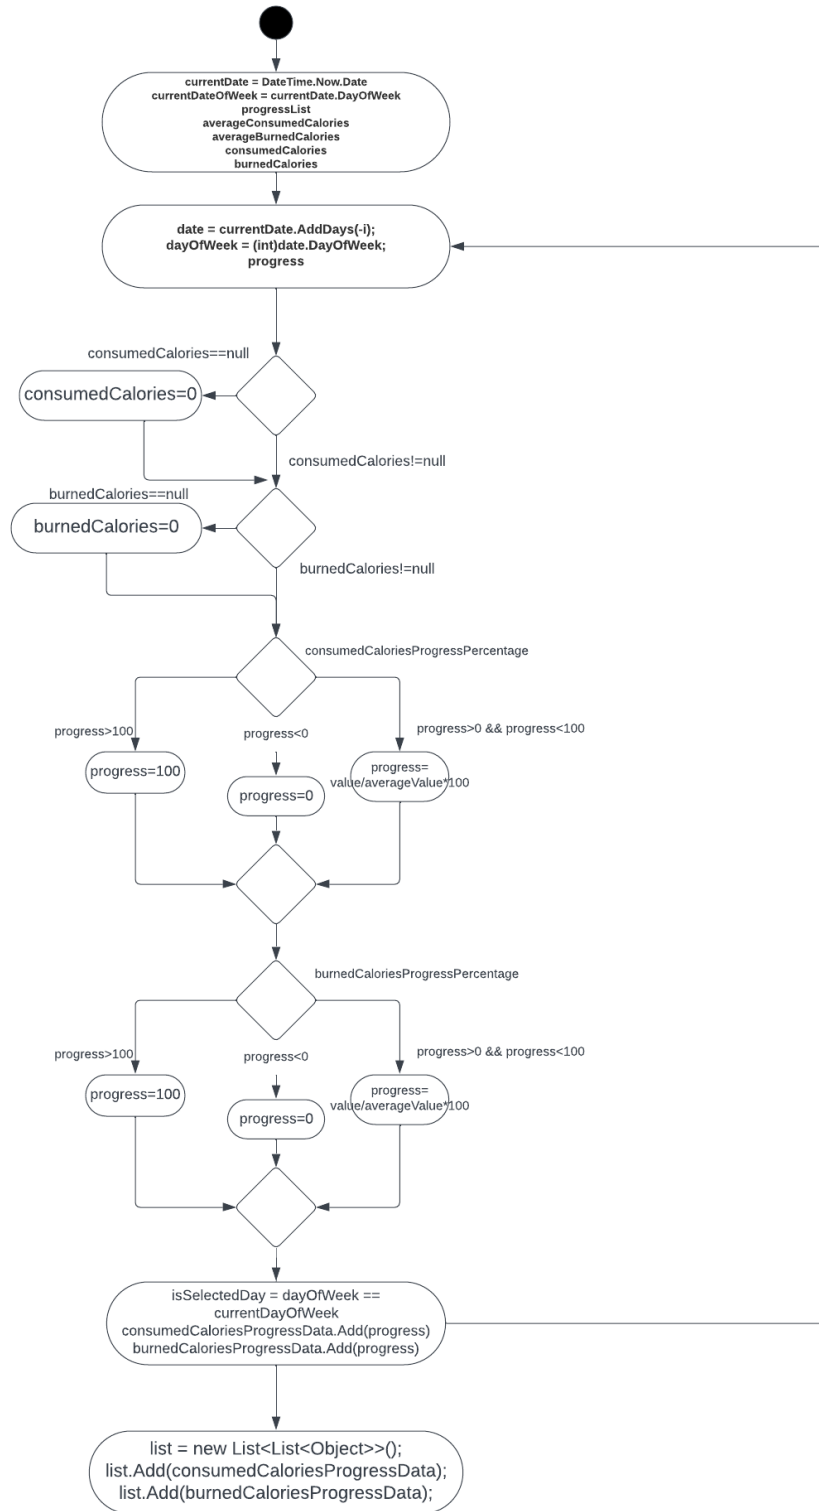 currentDate = DateTime.Now.Date
currentDateOfWeek = currentDate.DayOfWeek
progressList
averageConsumedCalories
averageBurnedCalories
consumedCalories
burnedCalories
date = currentDate.AddDays(-i);
dayOfWeek = (int)date.DayOfWeek;
progress
consumedCalories==null
consumedCalories=0
consumedCalories!=null
burnedCalories==null
burnedCalories=0
burnedCalories!=null
consumedCaloriesProgressPercentage
progress>100
progress<0
progress>0 && progress<100
progress=100
progress=0
progress=
value/averageValue*100
burnedCaloriesProgressPercentage
progress>100
progress<0
progress>0 && progress<100
progress=100
progress=0
progress=
value/averageValue*100
isSelectedDay = dayOfWeek ==
currentDayOfWeek
consumedCaloriesProgressData.Add(progress)
burnedCaloriesProgressData.Add(progress)
list = new List<List<Object>>();
list.Add(consumedCaloriesProgressData);
list.Add(burnedCaloriesProgressData);